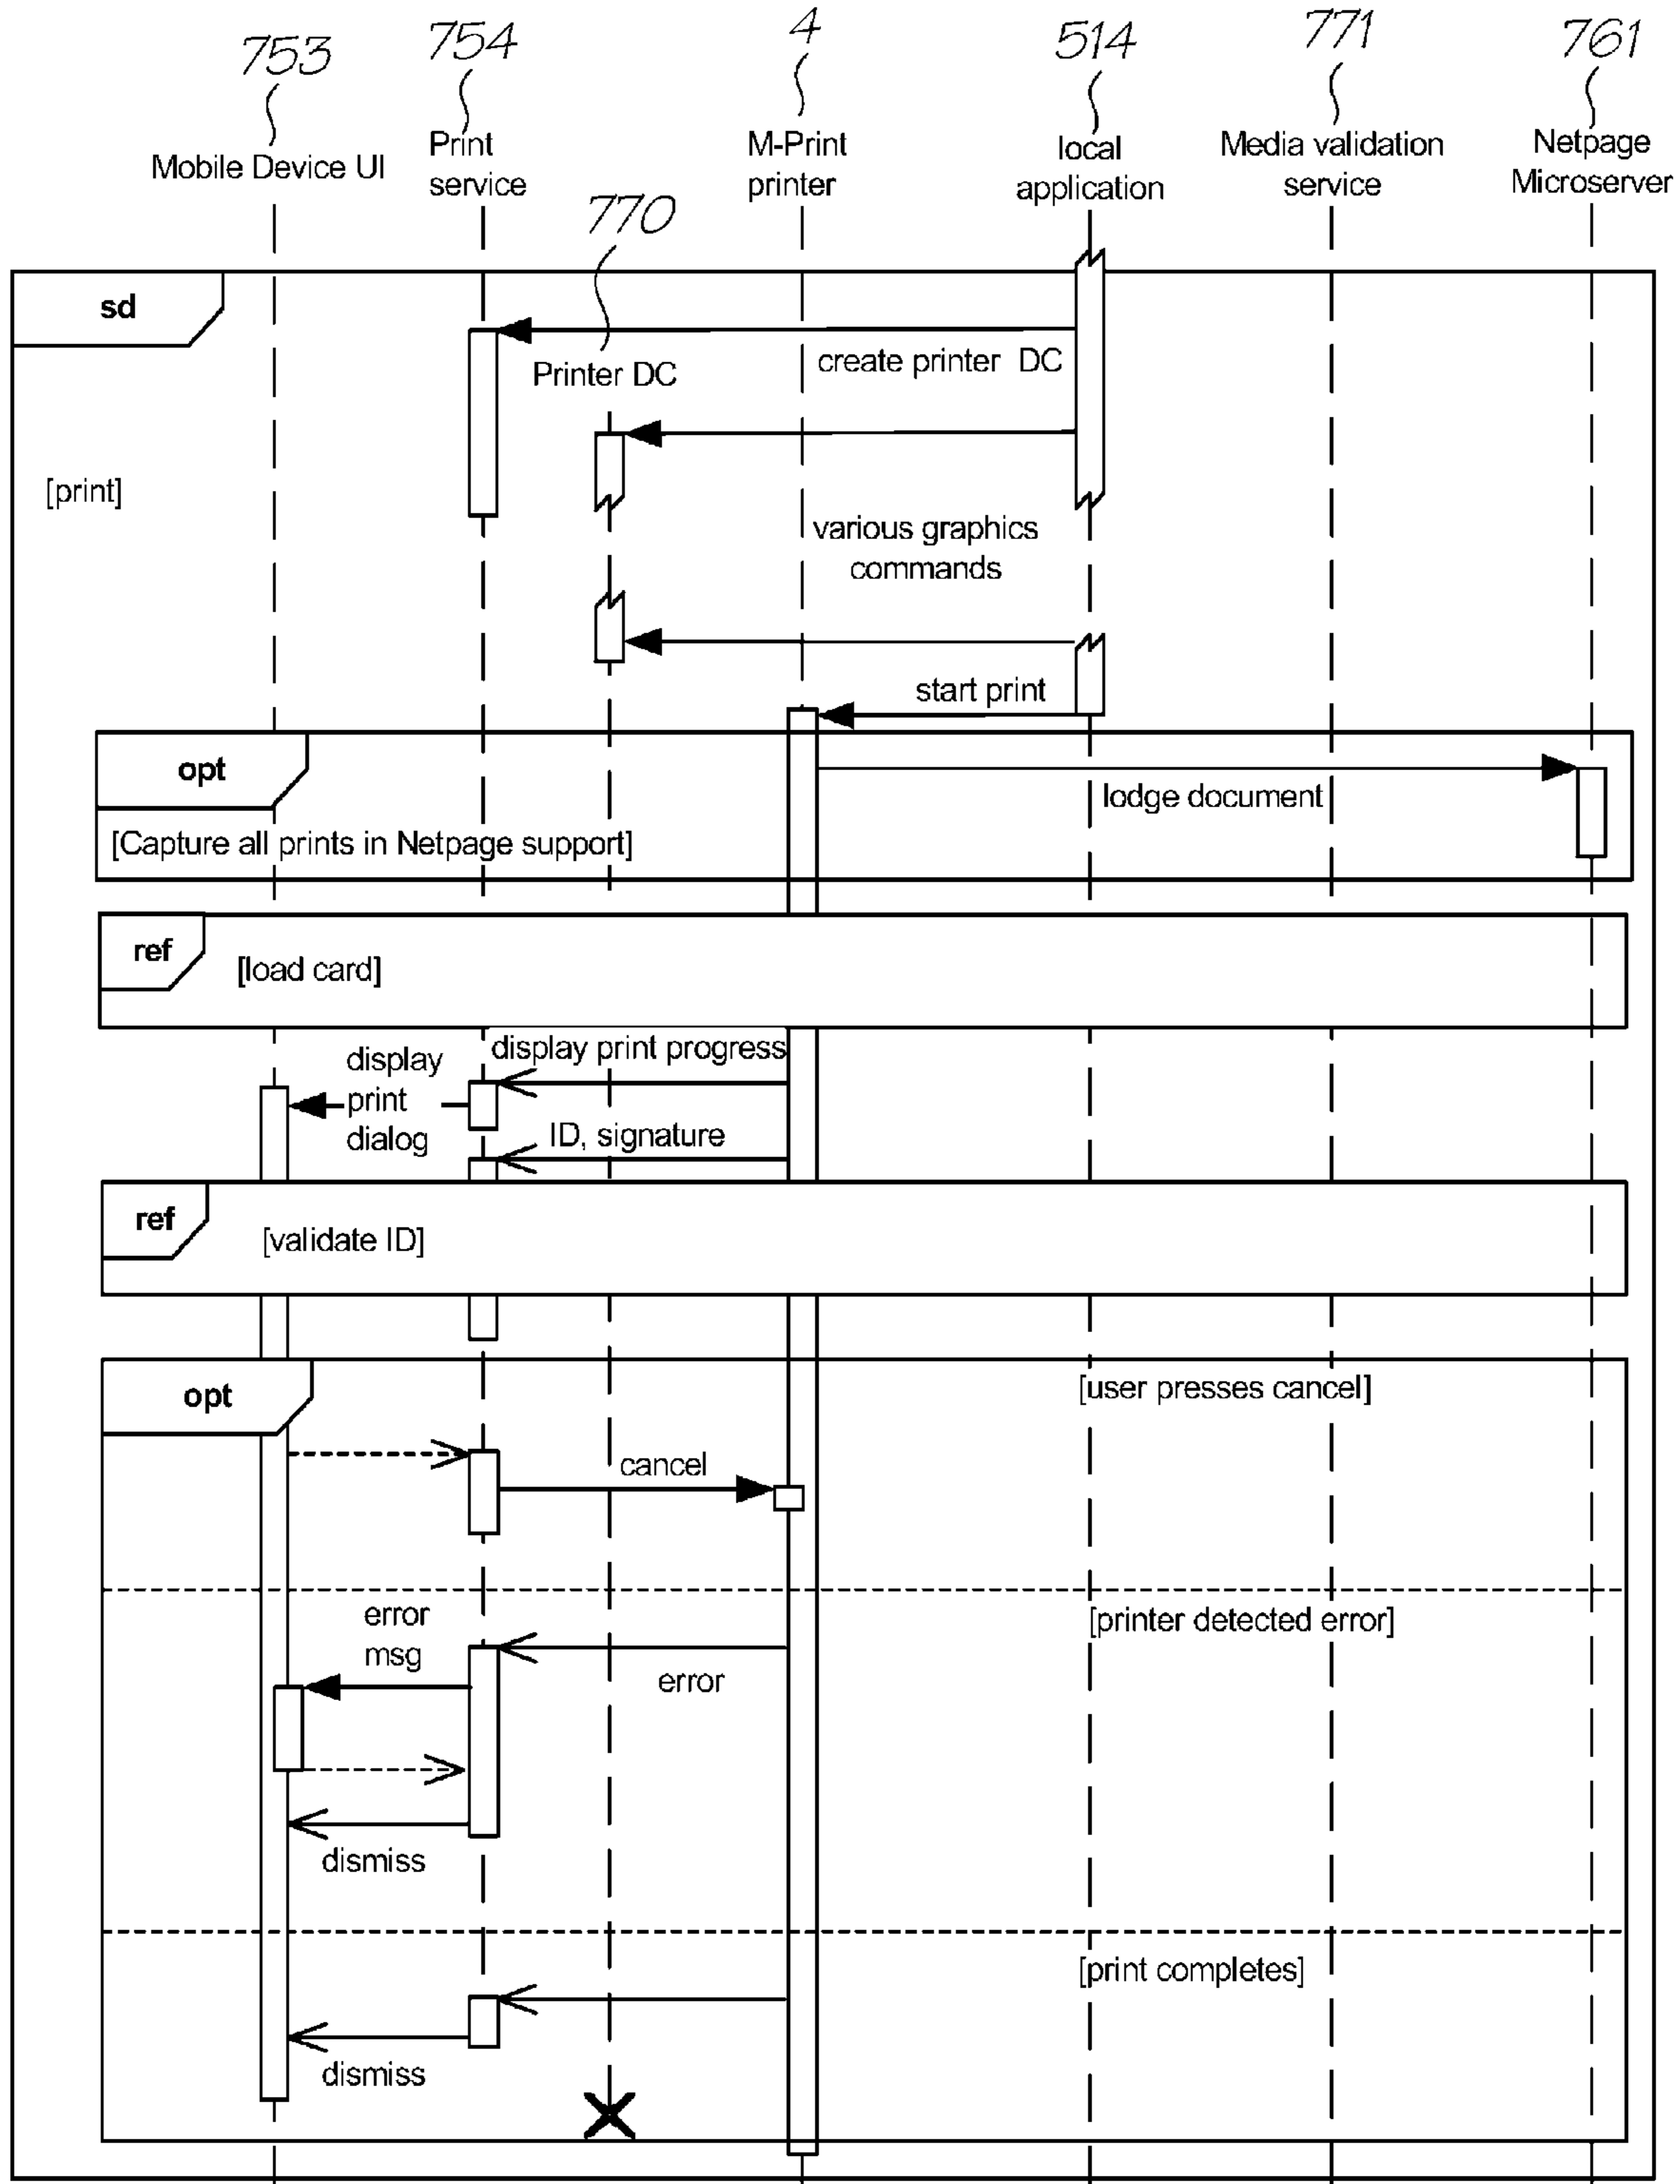 753
754
4
514
771
761
Mobile Device UI
Print
service
M-Print
printer
local
application
Media validation
service
Netpage
Microserver
770
sd
Printer DC
create printer DC
[print]
various graphics
commands
start print
opt
lodge document
[Capture all prints in Netpage support]
ref
[load card]
display print progress
display
print
dialog
ID, signature
ref
[validate ID]
opt
[user presses cancel]
cancel
[printer detected error]
error
msg
error
dismiss
[print completes]
dismiss